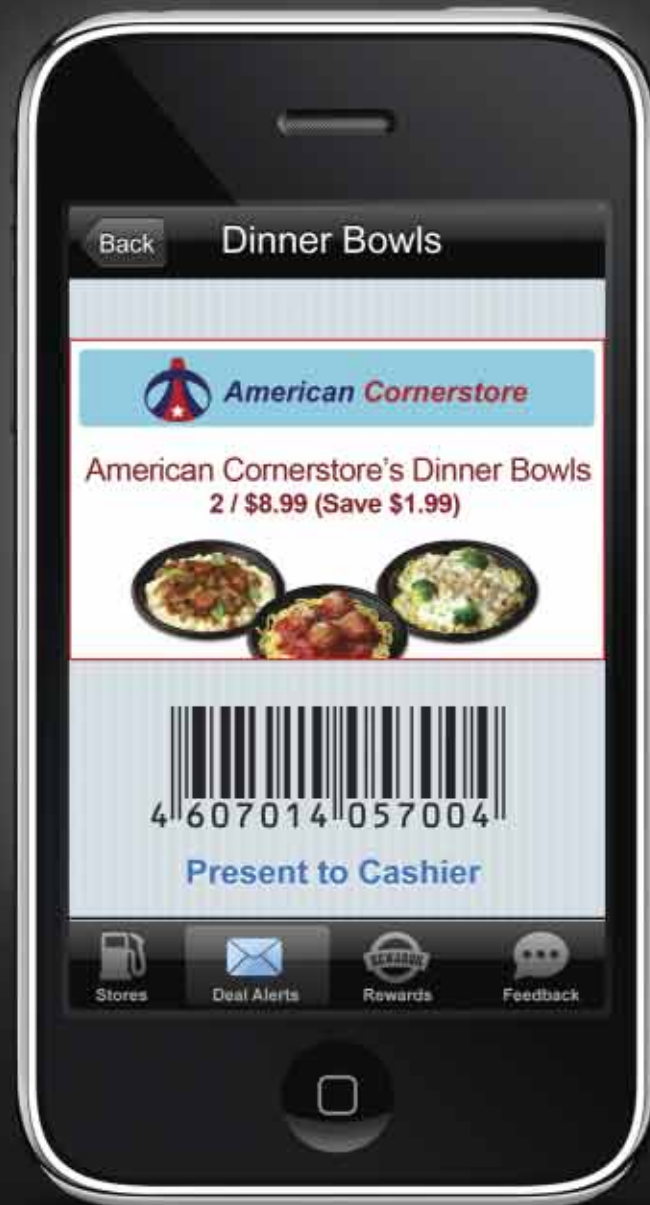 Back
Dinner Bowls
American Cornerstore
American Cornerstore's Dinner Bowls
2 / $8.99 (Save $1.99)
4 607014 057004
Present to Cashier
REWARDS
Stores
Deal Alerts
Rewards
Feedback